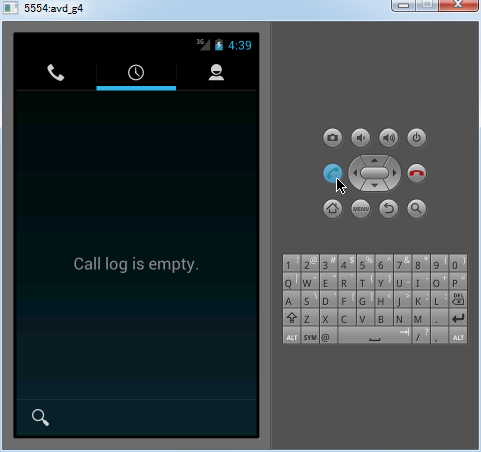 5554:avd_g4
3G 4:39
Call log is empty.
MENU
1 ! 2 @ 3 # 4 $ 5 % 6 ^ 7 & 8 * 9 ( 0 )
Q W E R T Y U I O P
A S D F G H J K L DEL
Z X C V B N M .
ALT SYM @ / ? , ALT